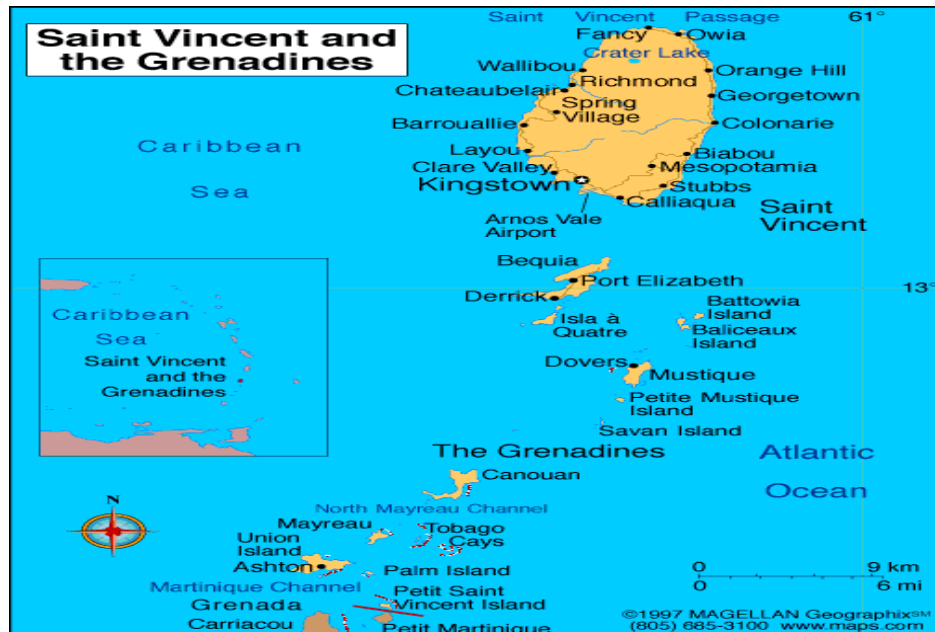 Saint Vincent Passage
61°
Saint Vincent and
the Grenadines
Fancy
Owia
Crater Lake
Wallibou
Orange Hill
Richmond
Chateaubelair
Georgetown
Spring
Village
Barrouallie
Colonarie
Caribbean
Sea
Layou
Biabou
Clare Valley
Mesopotamia
Kingstown
Stubbs
Calliaqua
Saint
Vincent
Arnos Vale
Airport
Bequia
Port Elizabeth
13°
Derrick
Battowia
Island
Isla à
Quatre
Baliceaux
Island
Caribbean
Sea
Saint Vincent
and the
Grenadines
Dovers
Mustique
Petite Mustique
Island
Savan Island
The Grenadines
Atlantic
Ocean
Canouan
N
North Mayreau Channel
Mayreau
Tobago
Cays
Union
Island
Ashton
Palm Island
0 9 km
0 6 mi
Martinique Channel
Petit Saint
Vincent Island
Grenada
Carriacou
Petit Martinique
©1997 MAGELLAN Geographix℠
(805) 685-3100 www.maps.com